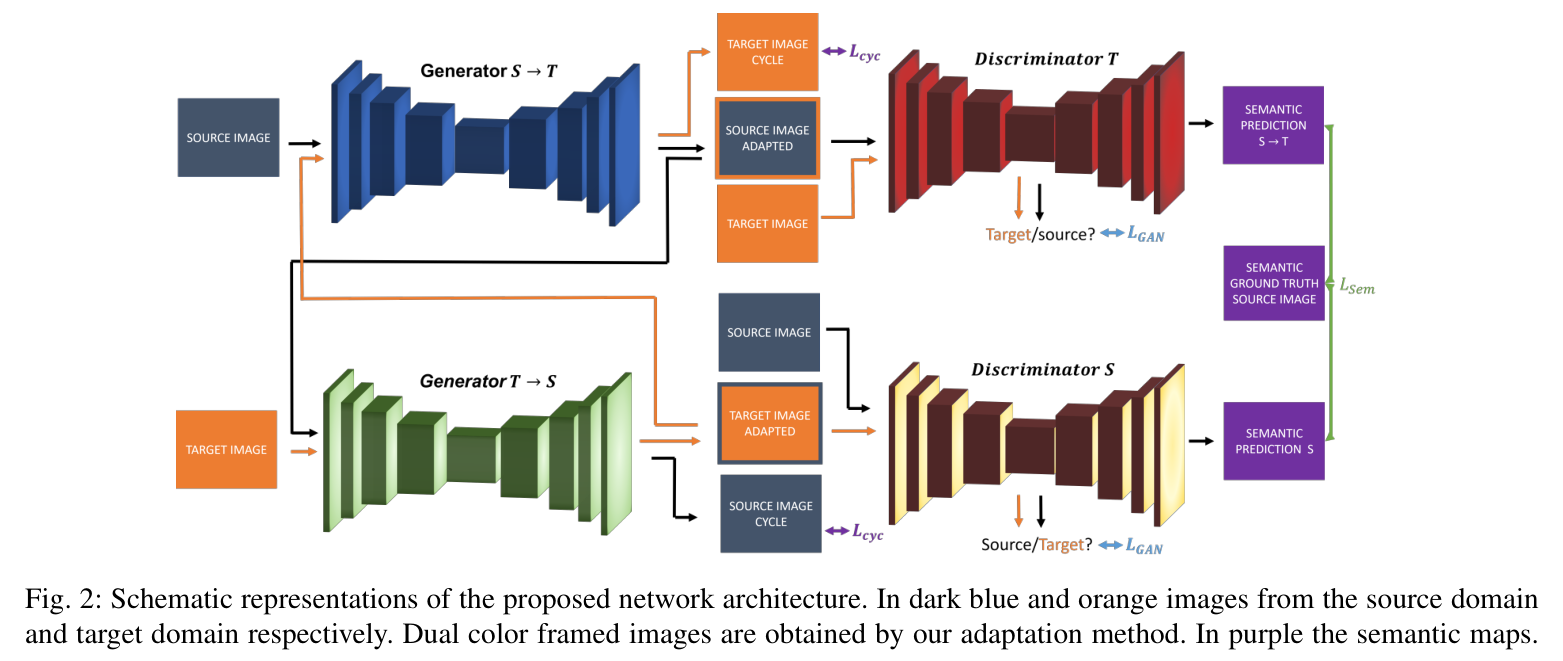 Generator S → T
SOURCE IMAGE
TARGET IMAGE
CYCLE
L_cyc
SOURCE IMAGE
ADAPTED
TARGET IMAGE
Discriminator T
Target/source?
L_GAN
SEMANTIC
PREDICTION
S → T
SEMANTIC
GROUND TRUTH
SOURCE IMAGE
L_Sem
Generator T → S
TARGET IMAGE
SOURCE IMAGE
TARGET IMAGE
ADAPTED
SOURCE IMAGE
CYCLE
L_cyc
Discriminator S
Source/Target?
L_GAN
SEMANTIC
PREDICTION S
Fig. 2: Schematic representations of the proposed network architecture. In dark blue and orange images from the source domain
and target domain respectively. Dual color framed images are obtained by our adaptation method. In purple the semantic maps.